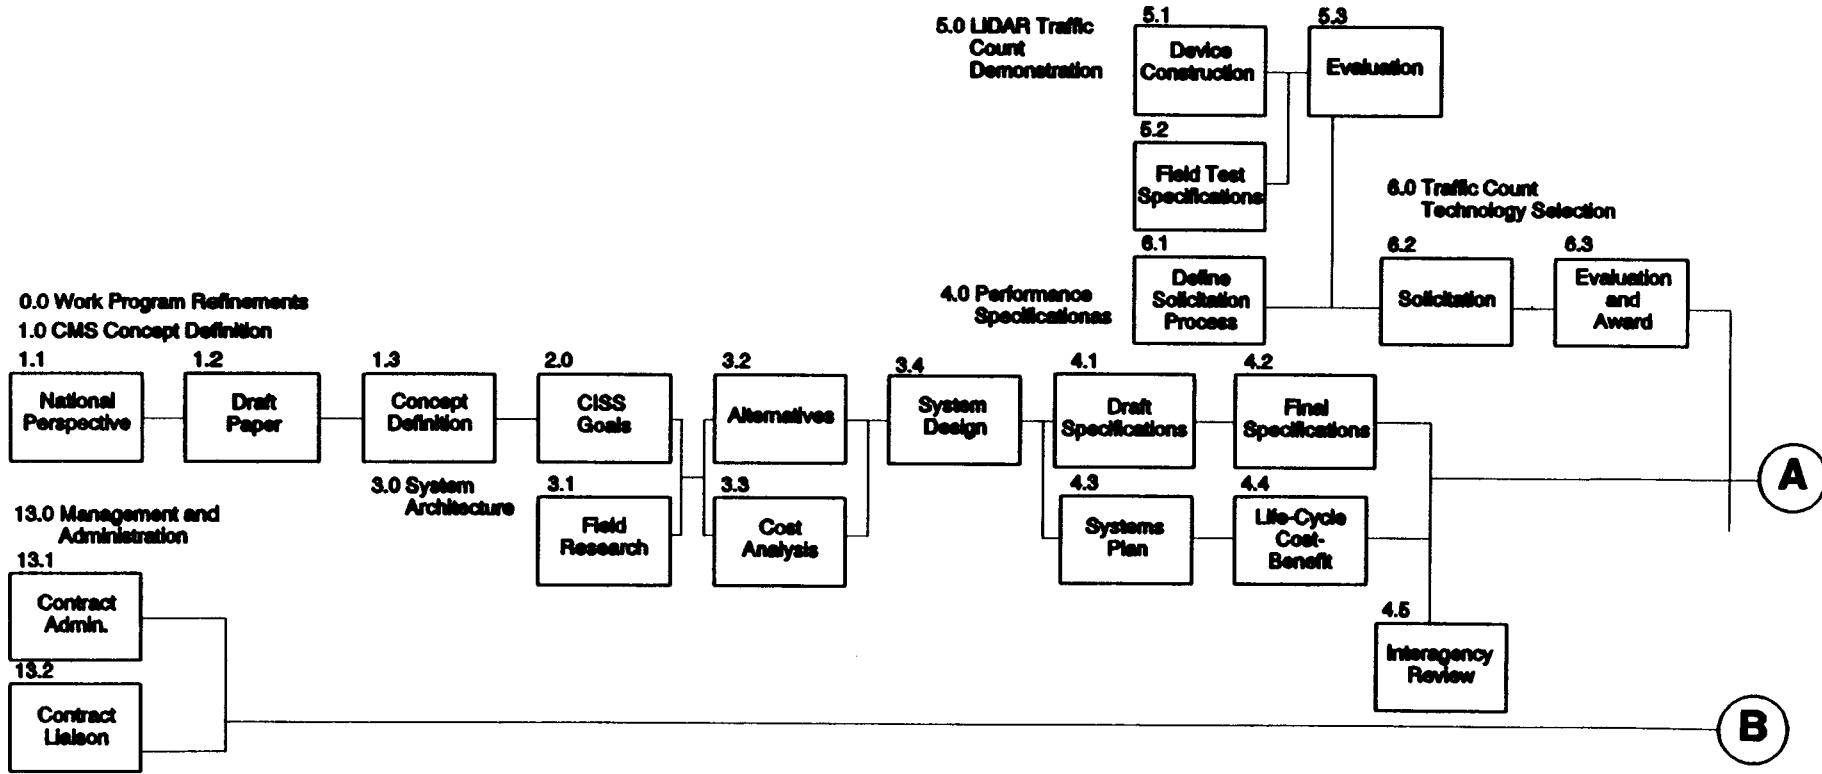 5.0 LIDAR Traffic
Count
Demonstration
5.1
Device
Construction
5.3
Evaluation
5.2
Field Test
Specifications
6.0 Traffic Count
Technology Selection
4.0 Performance
Specificationas
6.1
Define
Solicitation
Process
6.2
Solicitation
6.3
Evaluation
and
Award
0.0 Work Program Refinements
1.0 CMS Concept Definition
1.1
National
Perspective
1.2
Draft
Paper
1.3
Concept
Definition
2.0
CISS
Goals
3.2
Alternatives
3.4
System
Design
4.1
Draft
Specifications
4.2
Final
Specifications
A
3.0 System
Architecture
3.1
Field
Research
3.3
Cost
Analysis
4.3
Systems
Plan
4.4
Life-Cycle
Cost-
Benefit
13.0 Management and
Administration
13.1
Contract
Admin.
4.5
Interagency
Review
13.2
Contract
Liaison
B